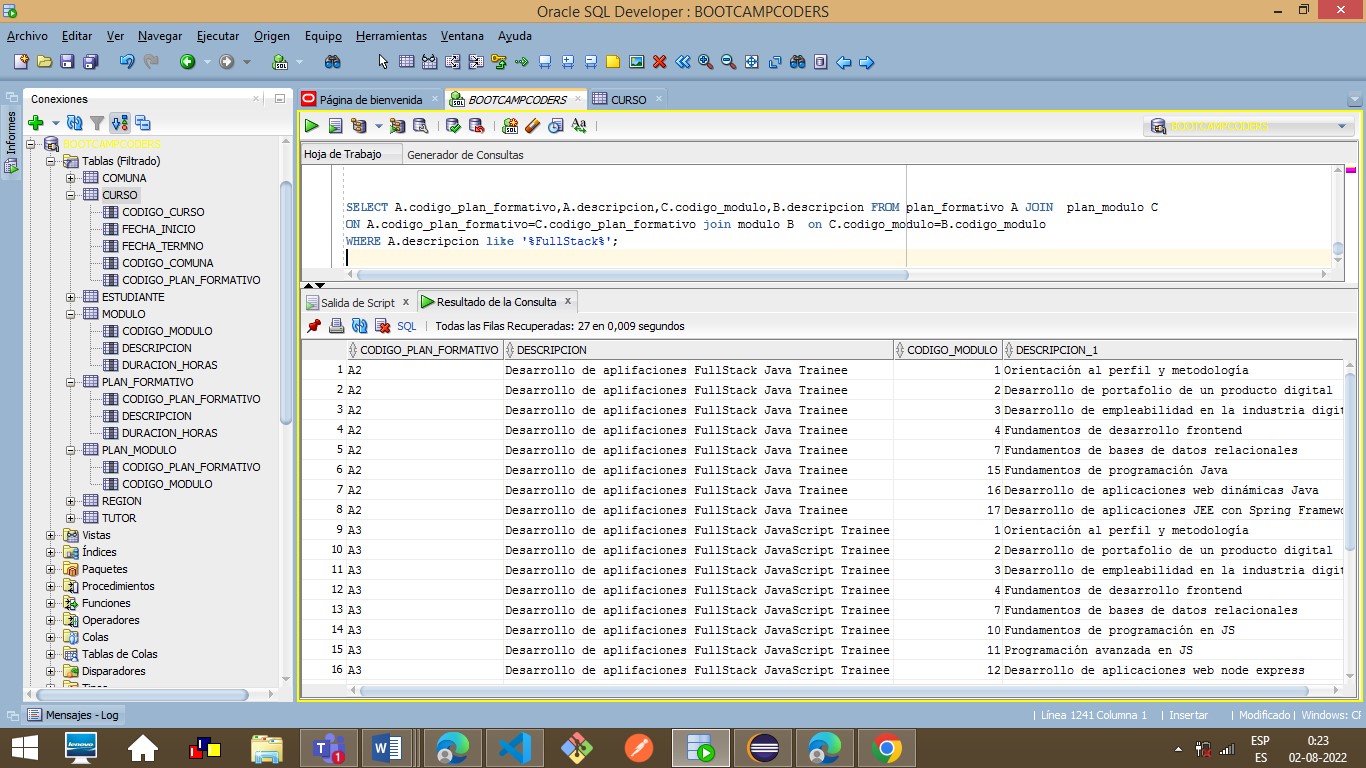 Oracle SQL Developer : BOOTCAMPCODERS
Archivo Editar Ver Navegar Ejecutar Origen Equipo Herramientas Ventana Ayuda
Informes
Conexiones
BOOTCAMPCODERS
Tablas (Filtrado)
COMUNA
CURSO
CODIGO_CURSO
FECHA_INICIO
FECHA_TERMNO
CODIGO_COMUNA
CODIGO_PLAN_FORMATIVO
ESTUDIANTE
MODULO
CODIGO_MODULO
DESCRIPCION
DURACION_HORAS
PLAN_FORMATIVO
CODIGO_PLAN_FORMATIVO
DESCRIPCION
DURACION_HORAS
PLAN_MODULO
CODIGO_PLAN_FORMATIVO
CODIGO_MODULO
REGION
TUTOR
Vistas
Índices
Paquetes
Procedimientos
Funciones
Operadores
Colas
Tablas de Colas
Disparadores
Página de bienvenida BOOTCAMPCODERS CURSO
BOOTCAMPCODERS
Hoja de Trabajo Generador de Consultas
SELECT A.codigo_plan_formativo,A.descripcion,C.codigo_modulo,B.descripcion FROM plan_formativo A JOIN plan_modulo C
ON A.codigo_plan_formativo=C.codigo_plan_formativo join modulo B on C.codigo_modulo=B.codigo_modulo
WHERE A.descripcion like '%FullStack%';
Salida de Script x Resultado de la Consulta x
SQL | Todas las Filas Recuperadas: 27 en 0,009 segundos
CODIGO_PLAN_FORMATIVO DESCRIPCION CODIGO_MODULO DESCRIPCION_1
1 A2 Desarrollo de aplifaciones FullStack Java Trainee 1 Orientación al perfil y metodología
2 A2 Desarrollo de aplifaciones FullStack Java Trainee 2 Desarrollo de portafolio de un producto digital
3 A2 Desarrollo de aplifaciones FullStack Java Trainee 3 Desarrollo de empleabilidad en la industria digit
4 A2 Desarrollo de aplifaciones FullStack Java Trainee 4 Fundamentos de desarrollo frontend
5 A2 Desarrollo de aplifaciones FullStack Java Trainee 7 Fundamentos de bases de datos relacionales
6 A2 Desarrollo de aplifaciones FullStack Java Trainee 15 Fundamentos de programación Java
7 A2 Desarrollo de aplifaciones FullStack Java Trainee 16 Desarrollo de aplicaciones web dinámicas Java
8 A2 Desarrollo de aplifaciones FullStack Java Trainee 17 Desarrollo de aplicaciones JEE con Spring Framew
9 A3 Desarrollo de aplifaciones FullStack JavaScript Trainee 1 Orientación al perfil y metodología
10 A3 Desarrollo de aplifaciones FullStack JavaScript Trainee 2 Desarrollo de portafolio de un producto digital
11 A3 Desarrollo de aplifaciones FullStack JavaScript Trainee 3 Desarrollo de empleabilidad en la industria digit
12 A3 Desarrollo de aplifaciones FullStack JavaScript Trainee 4 Fundamentos de desarrollo frontend
13 A3 Desarrollo de aplifaciones FullStack JavaScript Trainee 7 Fundamentos de bases de datos relacionales
14 A3 Desarrollo de aplifaciones FullStack JavaScript Trainee 10 Fundamentos de programación en JS
15 A3 Desarrollo de aplifaciones FullStack JavaScript Trainee 11 Programación avanzada en JS
16 A3 Desarrollo de aplifaciones FullStack JavaScript Trainee 12 Desarrollo de aplicaciones web node express
Mensajes - Log
| Línea 1241 Columna 1 | Insertar | Modificado | Windows: CF
ESP 0:23
ES 02-08-2022